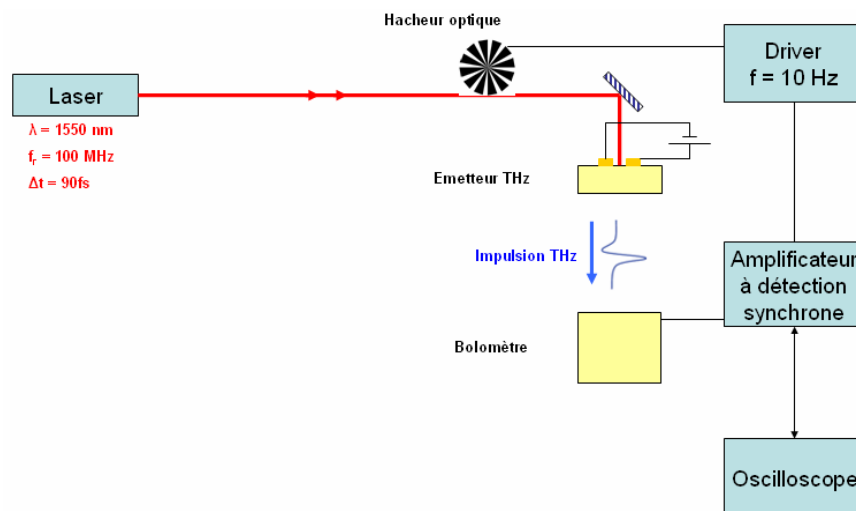 Hacheur optique
Driver
f = 10 Hz
Laser
λ = 1550 nm
fr = 100 MHz
Δt = 90fs
Emetteur THz
Impulsion THz
Amplificateur
à détection
synchrone
Bolomètre
Oscilloscope